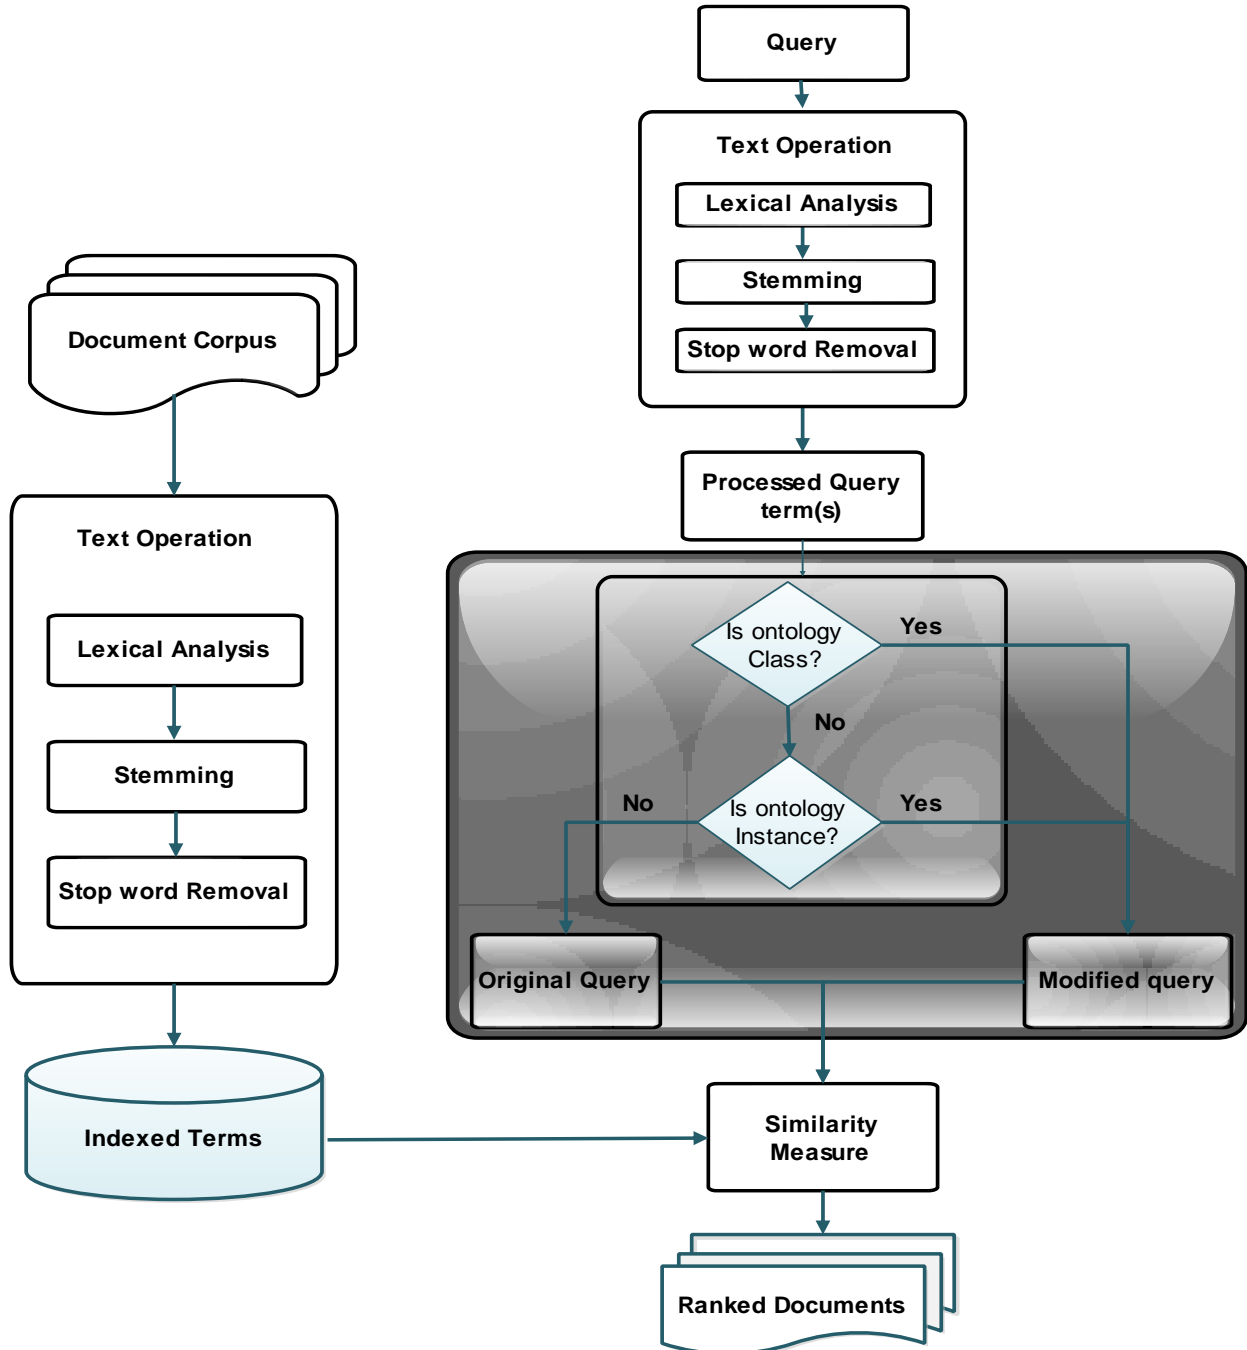 Query
Text Operation
Lexical Analysis
Stemming
Stop word Removal
Document Corpus
Processed Query
term(s)
Text Operation
Lexical Analysis
Stemming
Stop word Removal
Is ontology
Class?
Yes
No
Is ontology
Instance?
No
Yes
Original Query
Modified query
Indexed Terms
Similarity
Measure
Ranked Documents